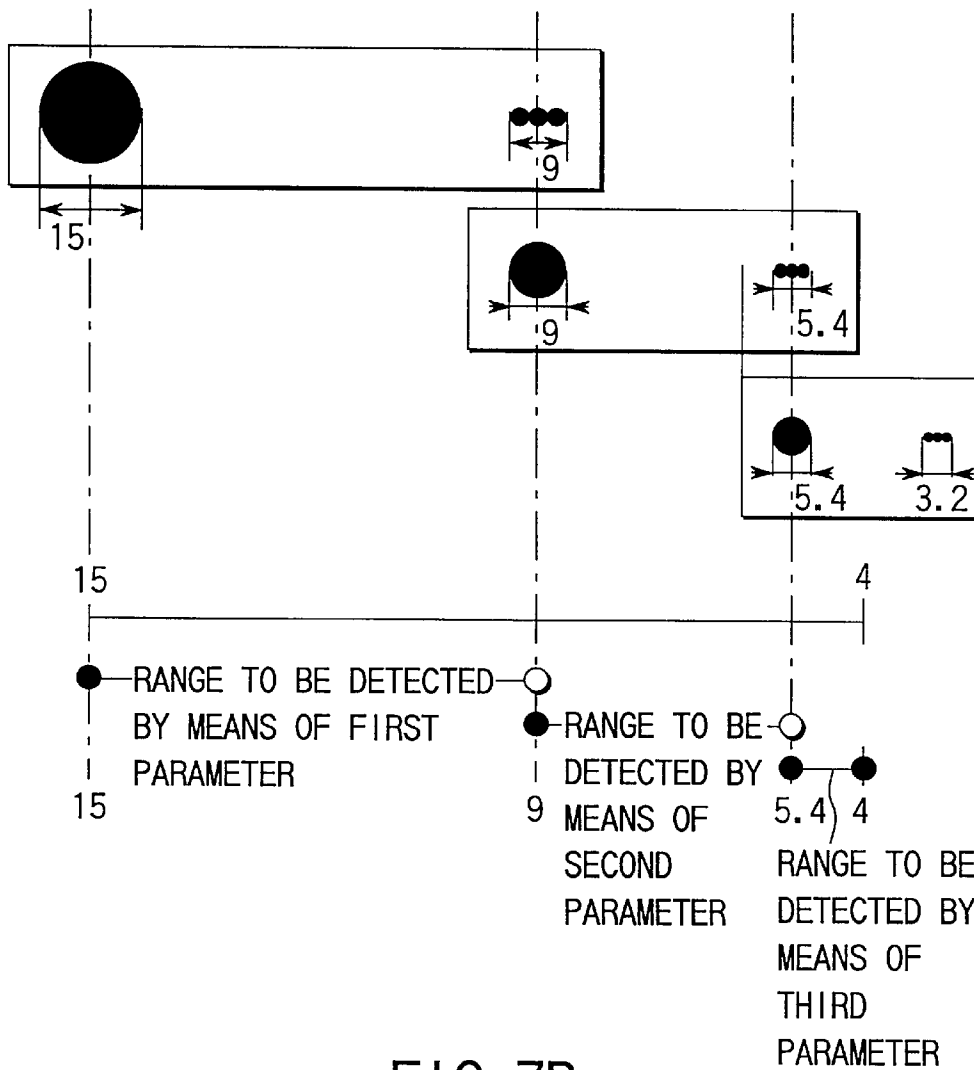 9
15
9
5.4
5.4
3.2
15
4
RANGE TO BE DETECTED
BY MEANS OF FIRST
PARAMETER
RANGE TO BE
DETECTED BY
MEANS OF
SECOND
PARAMETER
15
9
5.4
4
RANGE TO BE
DETECTED BY
MEANS OF
THIRD
PARAMETER